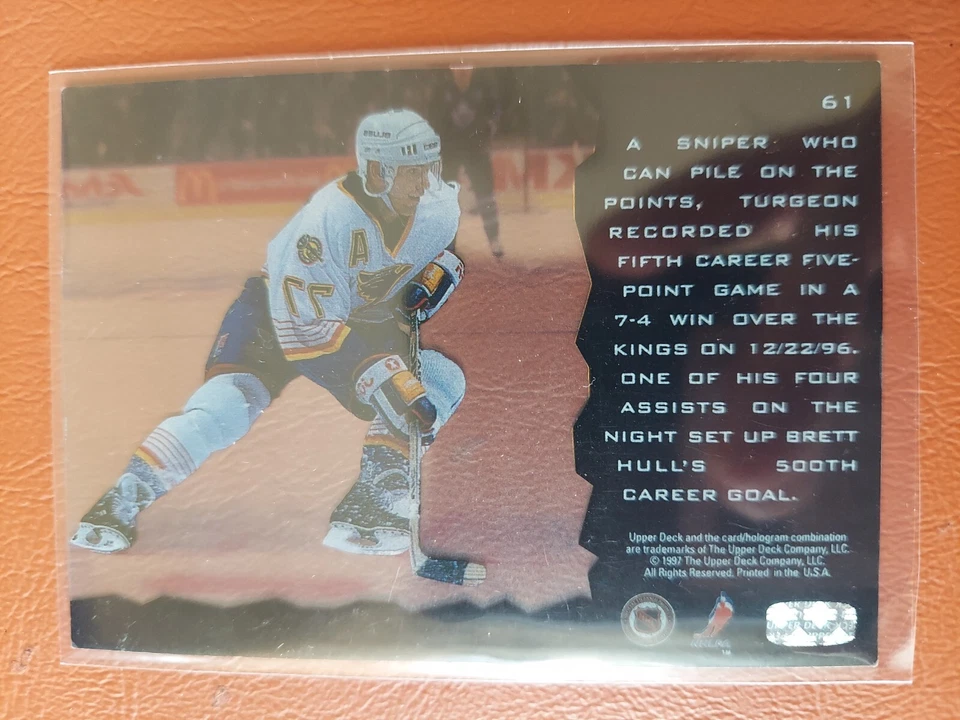 61
A SNIPER WHO
CAN PILE ON THE
POINTS, TURGEON
RECORDED HIS
FIFTH CAREER FIVE-
POINT GAME IN A
7-4 WIN OVER THE
KINGS ON 12/22/96.
ONE OF HIS FOUR
ASSISTS ON THE
NIGHT SET UP BRETT
HULL'S 500TH
CAREER GOAL.
Upper Deck and the card/hologram combination
are trademarks of The Upper Deck Company, LLC.
© 1997 The Upper Deck Company, LLC.
All Rights Reserved. Printed in the U.S.A.
A
77